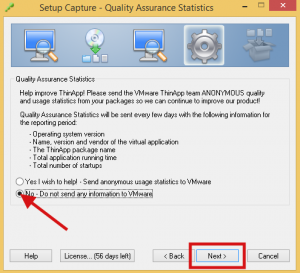 Setup Capture - Quality Assurance Statistics
Quality Assurance Statistics
Help improve ThinApp! Please send the VMware ThinApp team ANONYMOUS quality
and usage statistics from your packages so we can continue to improve our product!
Quality Assurance Statistics will be sent every few days with the following information for
the reporting period:
- Operating system version
- Name, version and vendor of the virtual application
- The ThinApp package name
- Total application running time
- Total number of startups
Yes I wish to help! - Send anonymous usage statistics to VMware
No - Do not send any information to VMware
Help
License... (56 days left)
< Back
Next >
Cancel